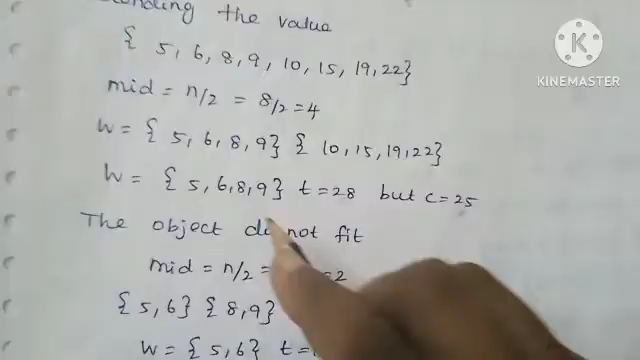 the value
{ 5, 6, 8, 9, 10, 15, 19, 22}
mid = n/2 = 8/2 = 4
W = { 5, 6, 8, 9} { 10, 15, 19, 22}
W = { 5, 6, 8, 9} t = 28 but c = 25
The object do not fit
mid = n/2 = = 2
{ 5, 6} { 8, 9}
W = { 5, 6} t =
KINEMASTER